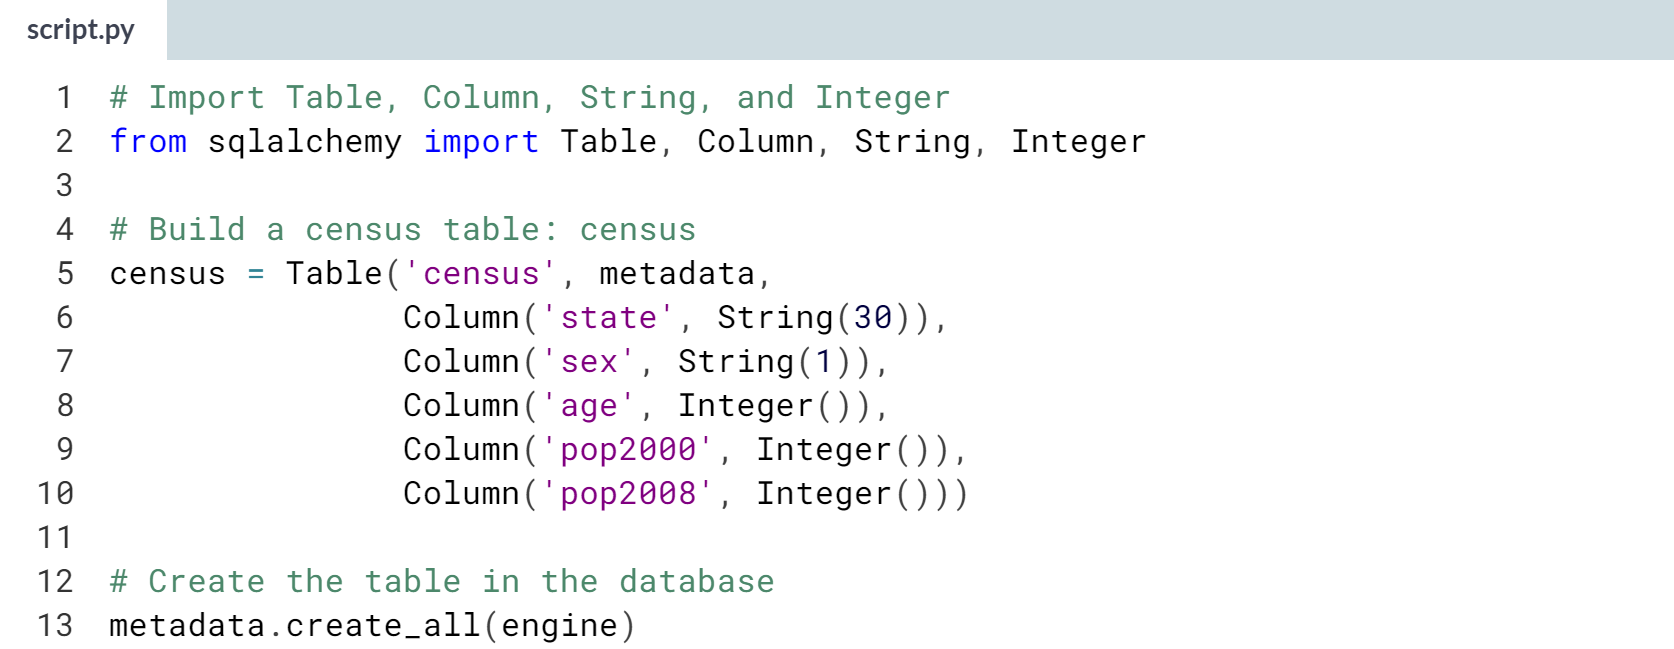 script.py
1 # Import Table, Column, String, and Integer
2 from sqlalchemy import Table, Column, String, Integer
3
4 # Build a census table: census
5 census = Table('census', metadata,
6                Column('state', String(30)),
7                Column('sex', String(1)),
8                Column('age', Integer()),
9                Column('pop2000', Integer()),
10                Column('pop2008', Integer()))
11
12 # Create the table in the database
13 metadata.create_all(engine)